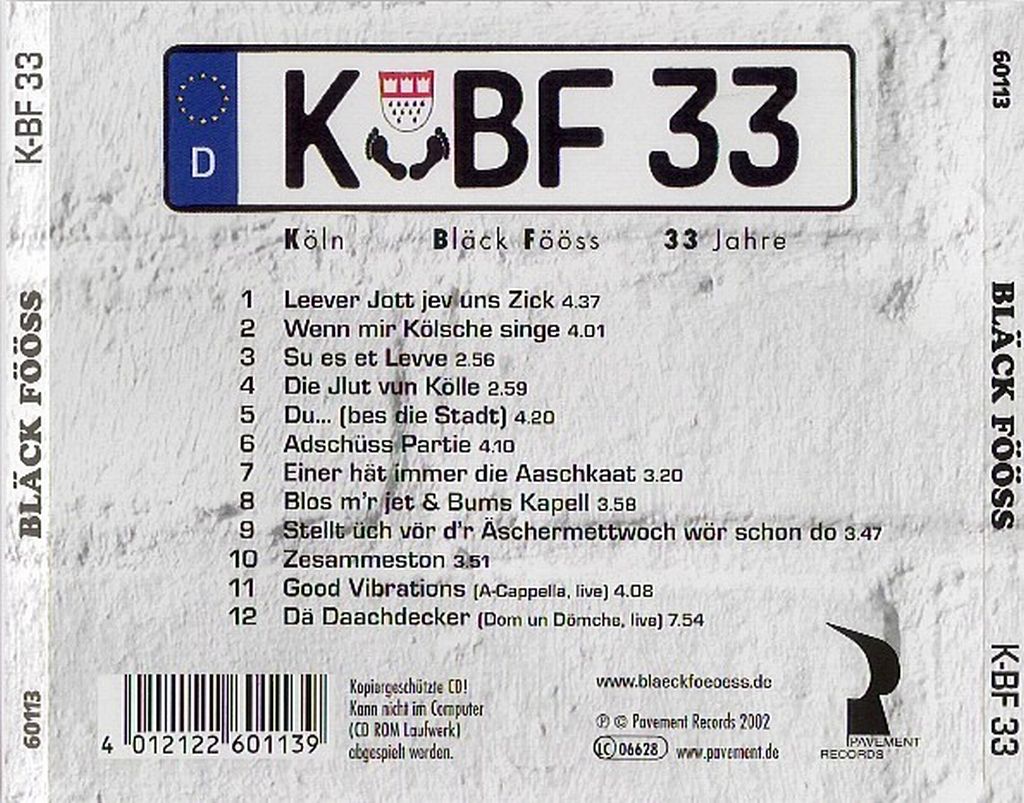 K-BF 33
BLÄCK FÖÖSS
60113
D
K BF 33
Köln Bläck Fööss 33 Jahre
1 Leever Jott jev uns Zick 4.37
2 Wenn mir Kölsche singe 4.01
3 Su es et Levve 2.56
4 Die Jlut vun Kölle 2.59
5 Du... (bes die Stadt) 4.20
6 Adschüss Partie 4.10
7 Einer hät immer die Aaschkaat 3.20
8 Blos m'r jet & Bums Kapell 3.58
9 Stellt üch vör d'r Äschermettwoch wör schon do 3.47
10 Zesammeston 3.51
11 Good Vibrations (A-Cappella, live) 4.08
12 Dä Daachdecker (Dom un Dömche, live) 7.54
4 012122 601139
Kopiergeschützte CD!
Kann nicht im Computer
(CD ROM Laufwerk)
abgespielt werden.
www.blaeckfoeoess.de
℗ © Pavement Records 2002
LC 06628 www.pavement.de
PAVEMENT
RECORDS
60113
BLÄCK FÖÖSS
K-BF 33